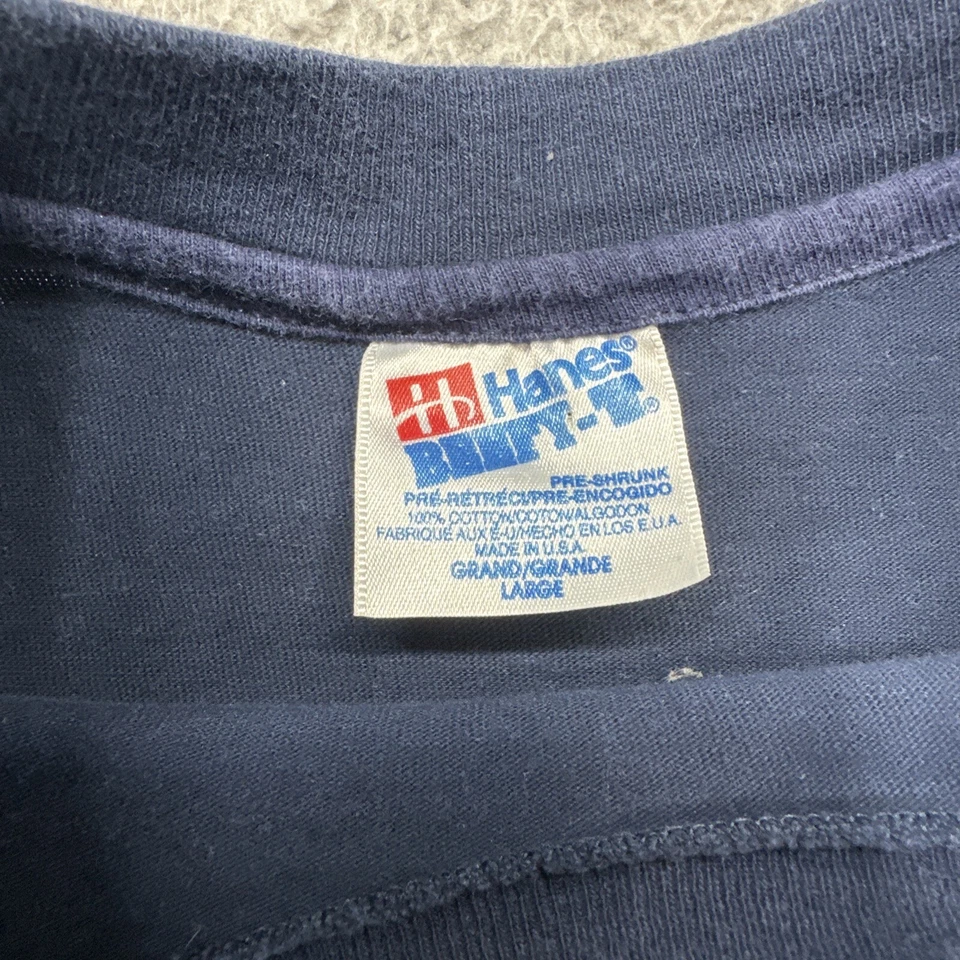 H Hanes®
BEEFY-T®
PRE-SHRUNK
PRÉ-RÉTRÉCI/PRE-ENCOGIDO
100% COTTON/COTON/ALGODON
FABRIQUE AUX É-U/HECHO EN LOS E.U.A.
MADE IN U.S.A.
GRAND/GRANDE
LARGE